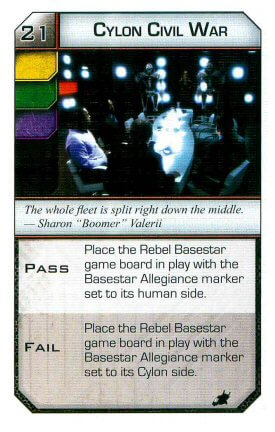 21
CYLON CIVIL WAR
The whole fleet is split right down the middle.
— Sharon "Boomer" Valerii
PASS
Place the Rebel Basestar
game board in play with the
Basestar Allegiance marker
set to its human side.
FAIL
Place the Rebel Basestar
game board in play with the
Basestar Allegiance marker
set to its Cylon side.